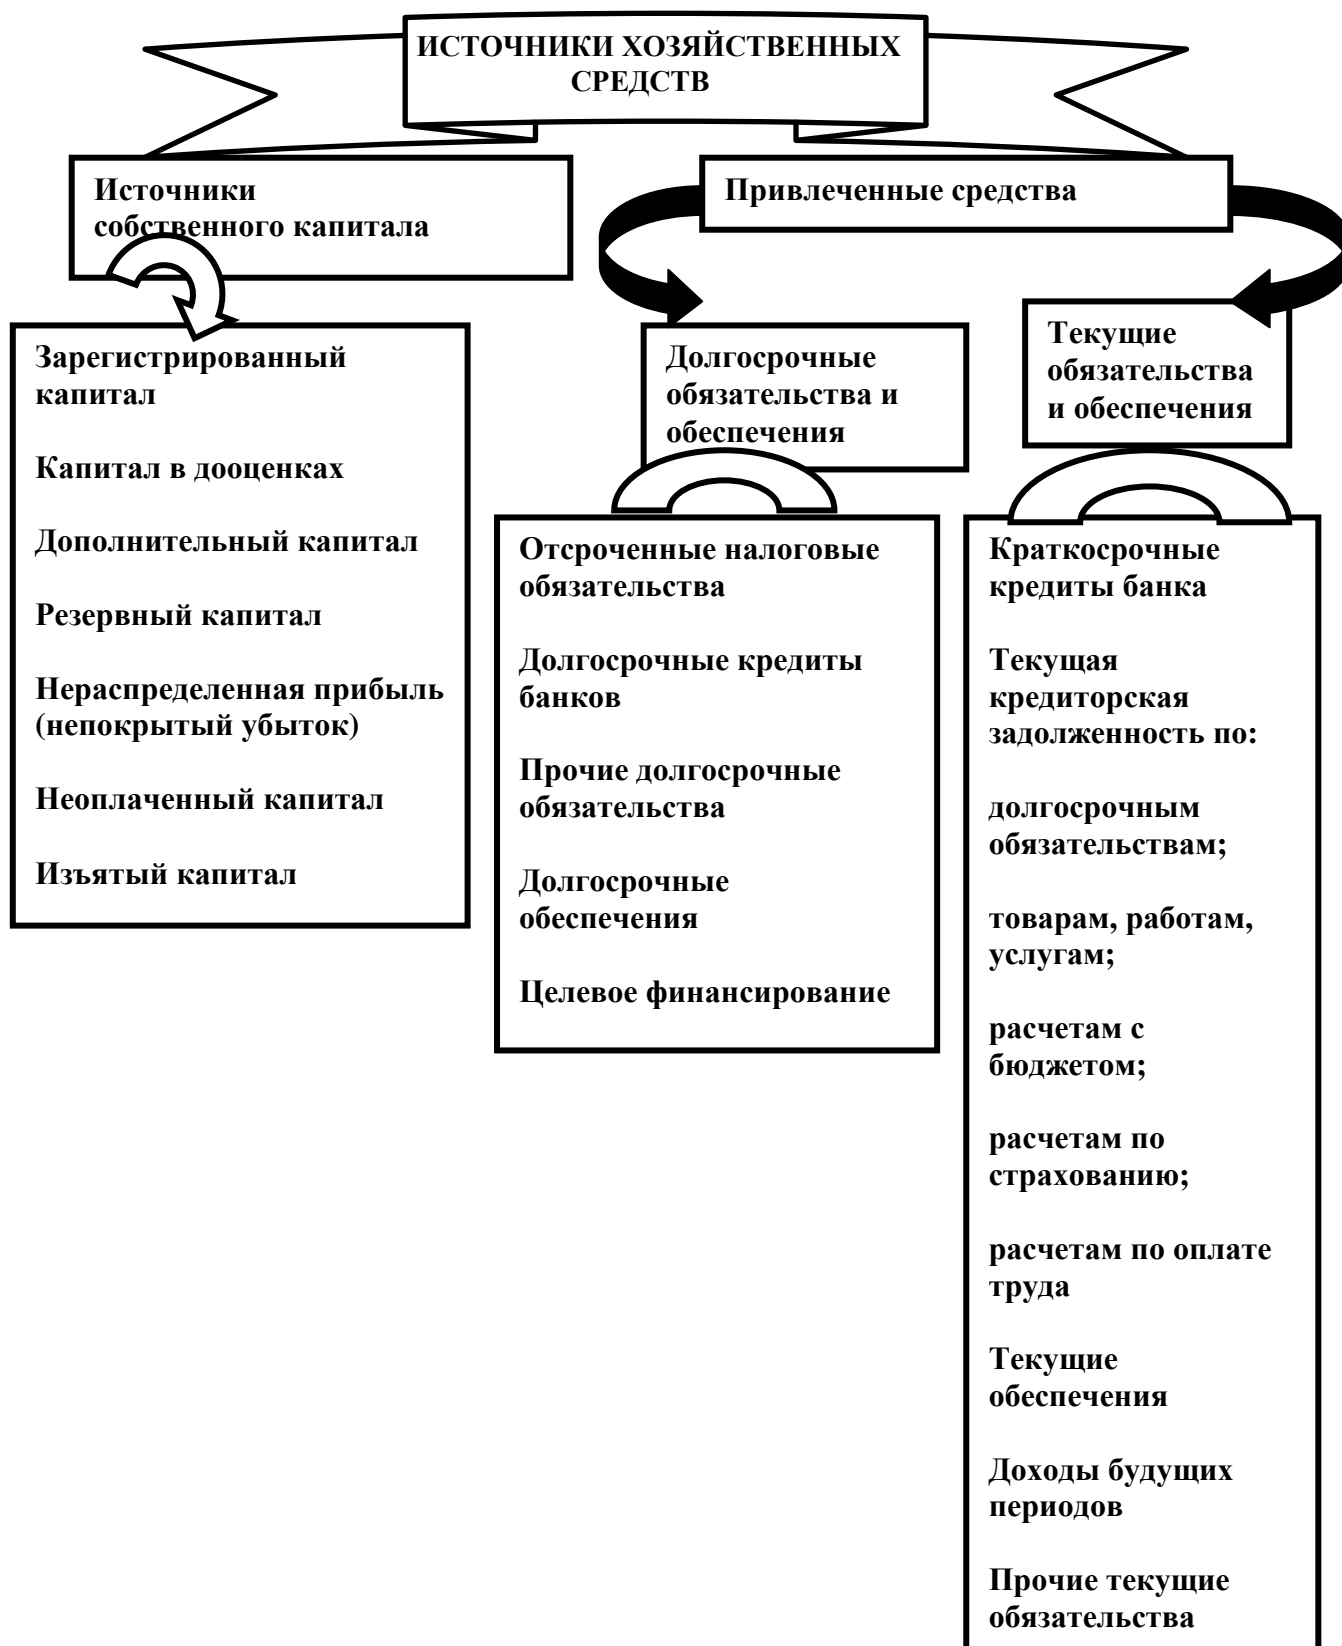 ИСТОЧНИКИ ХОЗЯЙСТВЕННЫХ
СРЕДСТВ
Источники
собственного капитала
Привлеченные средства
Зарегистрированный
капитал
Капитал в дооценках
Дополнительный капитал
Резервный капитал
Нераспределенная прибыль
(непокрытый убыток)
Неоплаченный капитал
Изъятый капитал
Долгосрочные
обязательства и
обеспечения
Отсроченные налоговые
обязательства
Долгосрочные кредиты
банков
Прочие долгосрочные
обязательства
Долгосрочные
обеспечения
Целевое финансирование
Текущие
обязательства
и обеспечения
Краткосрочные
кредиты банка
Текущая
кредиторская
задолженность по:
долгосрочным
обязательствам;
товарам, работам,
услугам;
расчетам с
бюджетом;
расчетам по
страхованию;
расчетам по оплате
труда
Текущие
обеспечения
Доходы будущих
периодов
Прочие текущие
обязательства